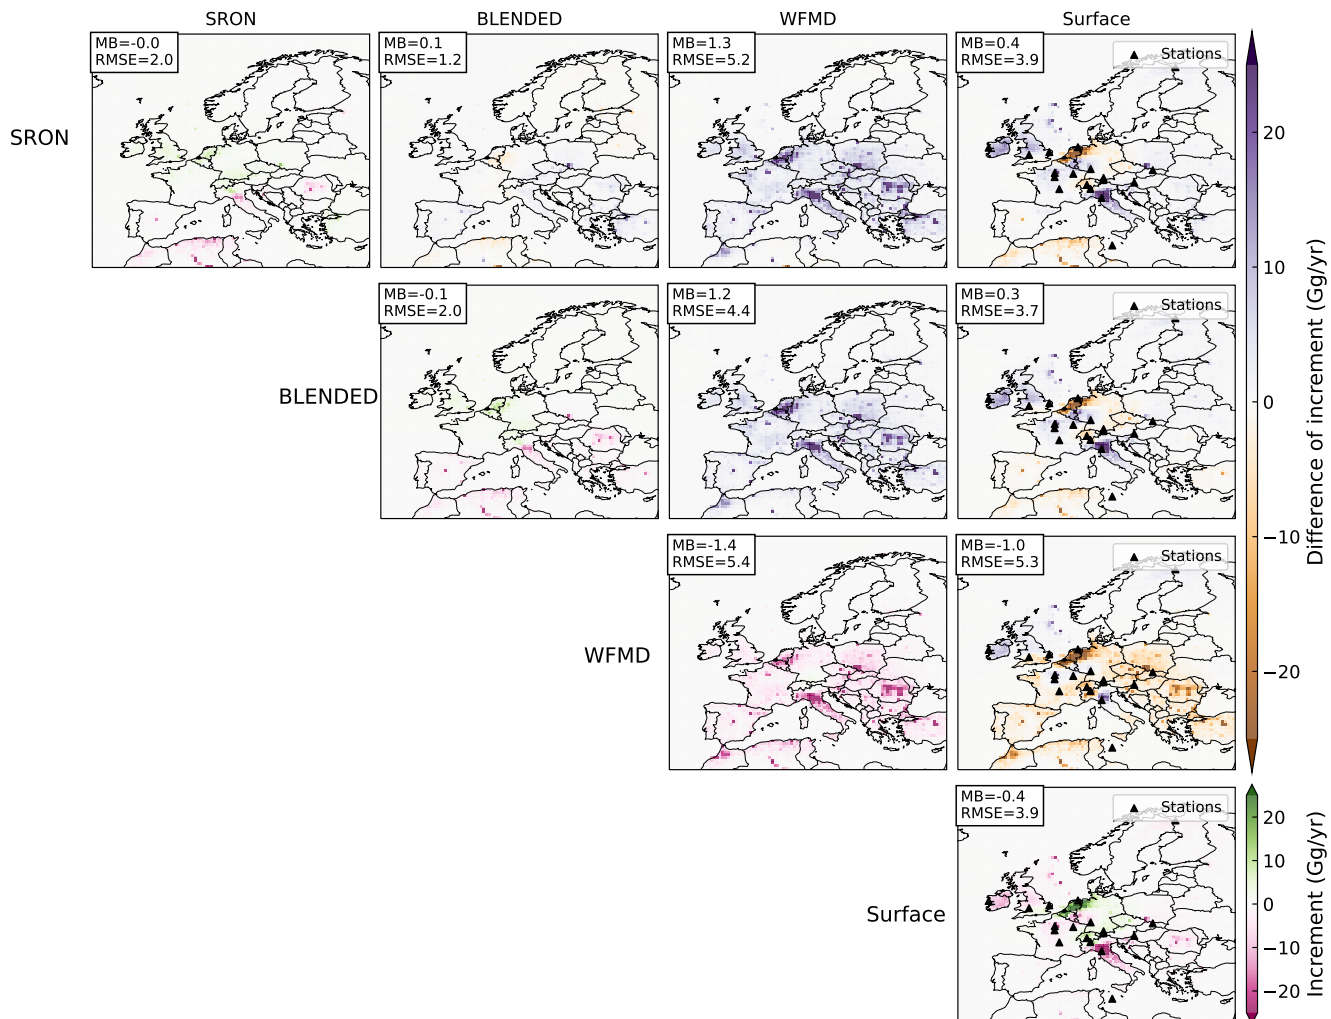 SRON
BLENDED
WFMD
Surface
SRON
MB=-0.0
RMSE=2.0
MB=0.1
RMSE=1.2
MB=1.3
RMSE=5.2
MB=0.4
RMSE=3.9
Stations
BLENDED
MB=-0.1
RMSE=2.0
MB=1.2
RMSE=4.4
MB=0.3
RMSE=3.7
Stations
WFMD
MB=-1.4
RMSE=5.4
MB=-1.0
RMSE=5.3
Stations
Surface
MB=-0.4
RMSE=3.9
Stations
20
10
0
−10
−20
Difference of increment (Gg/yr)
20
10
0
−10
−20
Increment (Gg/yr)